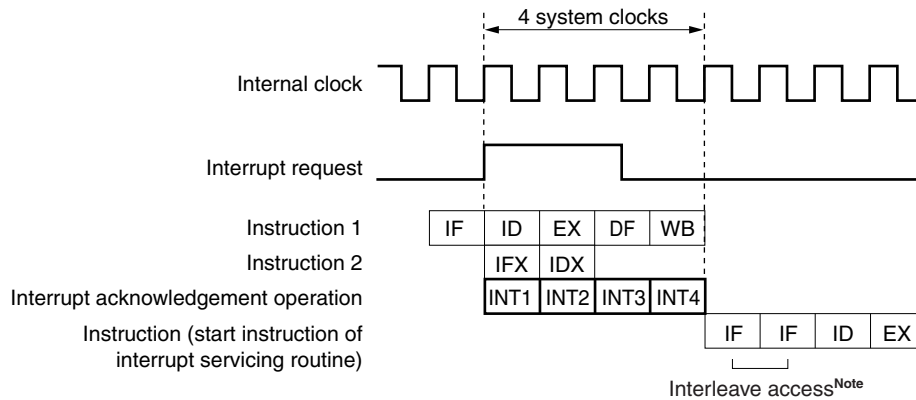 4 system clocks
Internal clock
Interrupt request
Instruction 1 IF ID EX DF WB
Instruction 2 IFX IDX
Interrupt acknowledgement operation INT1 INT2 INT3 INT4
Instruction (start instruction of
interrupt servicing routine) IF IF ID EX
Interleave accessNote